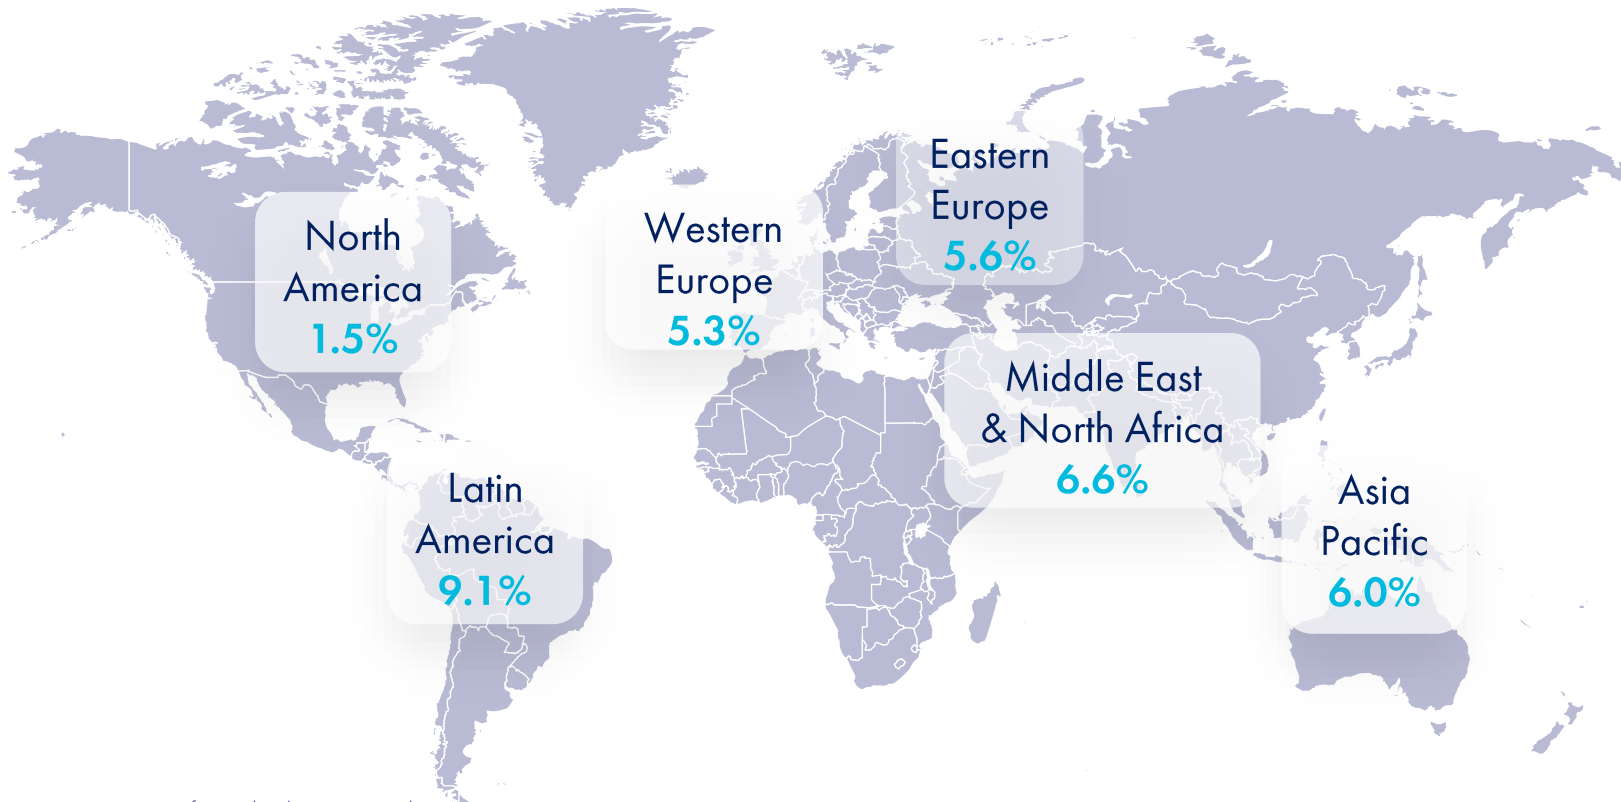 Eastern
Europe
5.6%
North
America
1.5%
Western
Europe
5.3%
Middle East
& North Africa
6.6%
Latin
America
9.1%
Asia
Pacific
6.0%